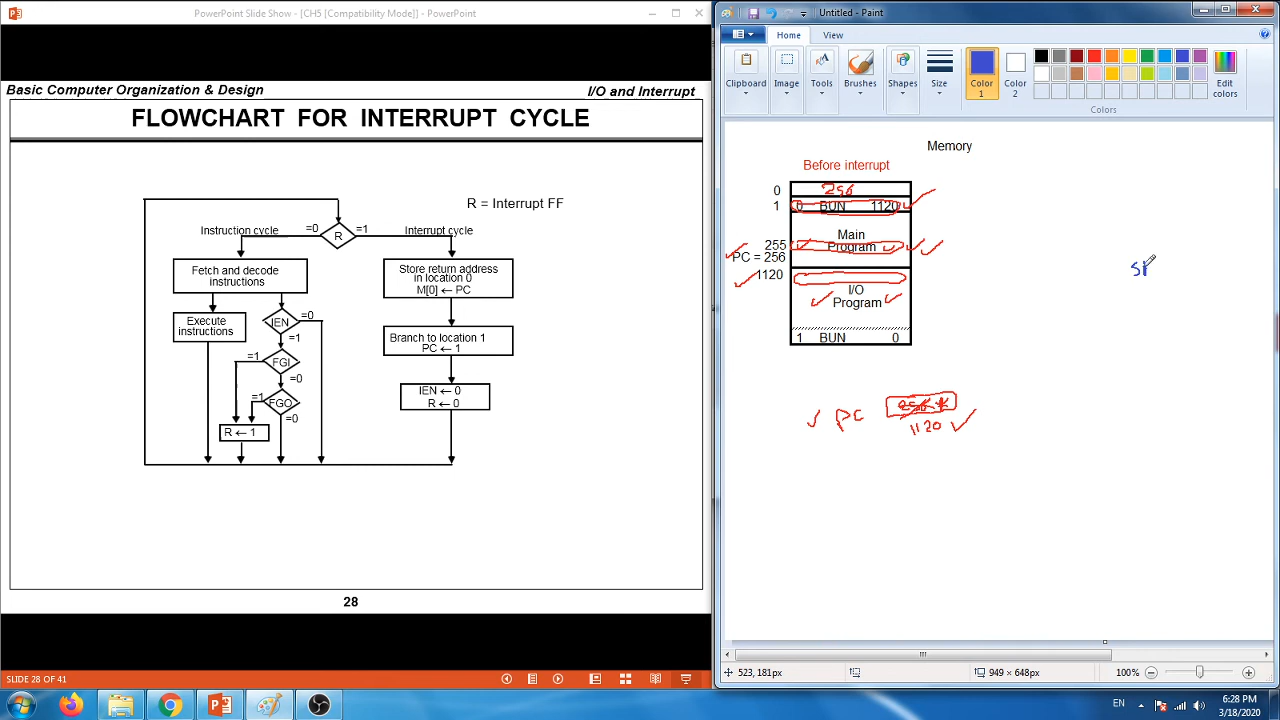 PowerPoint Slide Show - [CH5 [Compatibility Mode]] - PowerPoint
Basic Computer Organization & Design
I/O and Interrupt
FLOWCHART FOR INTERRUPT CYCLE
R = Interrupt FF
Instruction cycle
=0
R
=1
Interrupt cycle
Fetch and decode
instructions
Store return address
in location 0
M[0] ← PC
Execute
instructions
IEN
=0
=1
Branch to location 1
PC ← 1
=1
FGI
=0
IEN ← 0
R ← 0
=1
FGO
=0
R ← 1
28
SLIDE 28 OF 41
Untitled - Paint
Home
View
Clipboard
Image
Tools
Brushes
Shapes
Size
Color
1
Color
2
Edit
colors
Colors
Memory
Before interrupt
0
256
1
0 BUN 1120
Main
Program
255
PC = 256
1120
I/O
Program
1 BUN 0
PC
256
1120
523, 181px
949 × 648px
100%
EN
6:28 PM
3/18/2020